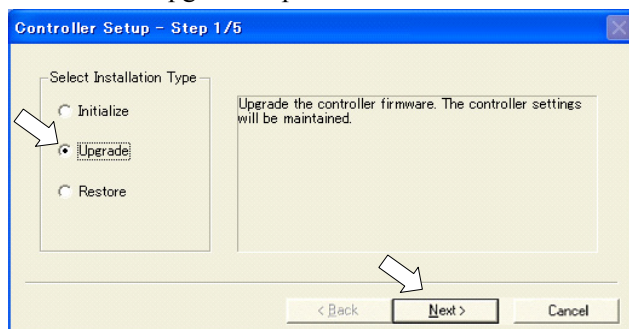 Controller Setup - Step 1/5
Select Installation Type
Initialize
Upgrade
Restore
Upgrade the controller firmware. The controller settings
will be maintained.
< Back
Next >
Cancel